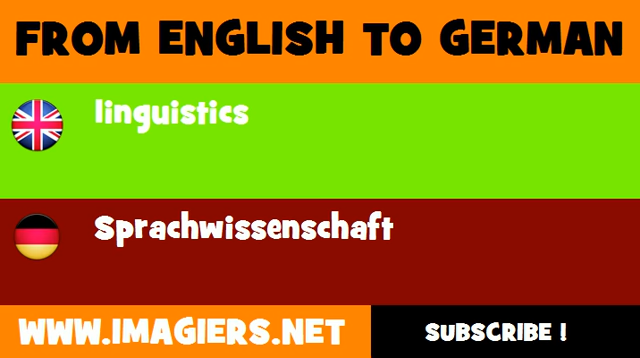 FROM ENGLISH TO GERMAN
linguistics
Sprachwissenschaft
WWW.IMAGIERS.NET
SUBSCRIBE !